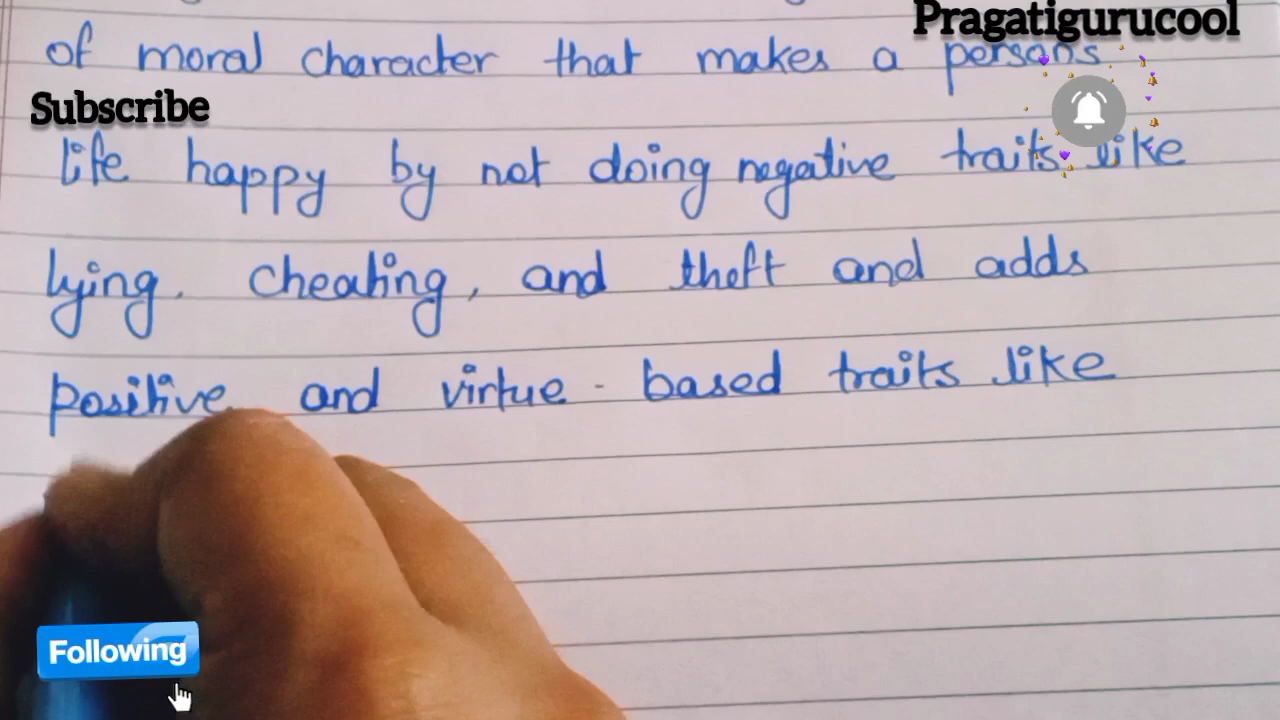 Pragatigurucool
of moral character that makes a persons
Subscribe
life happy by not doing negative traits like
lying, cheating, and theft and adds
positive and virtue - based traits like
Following